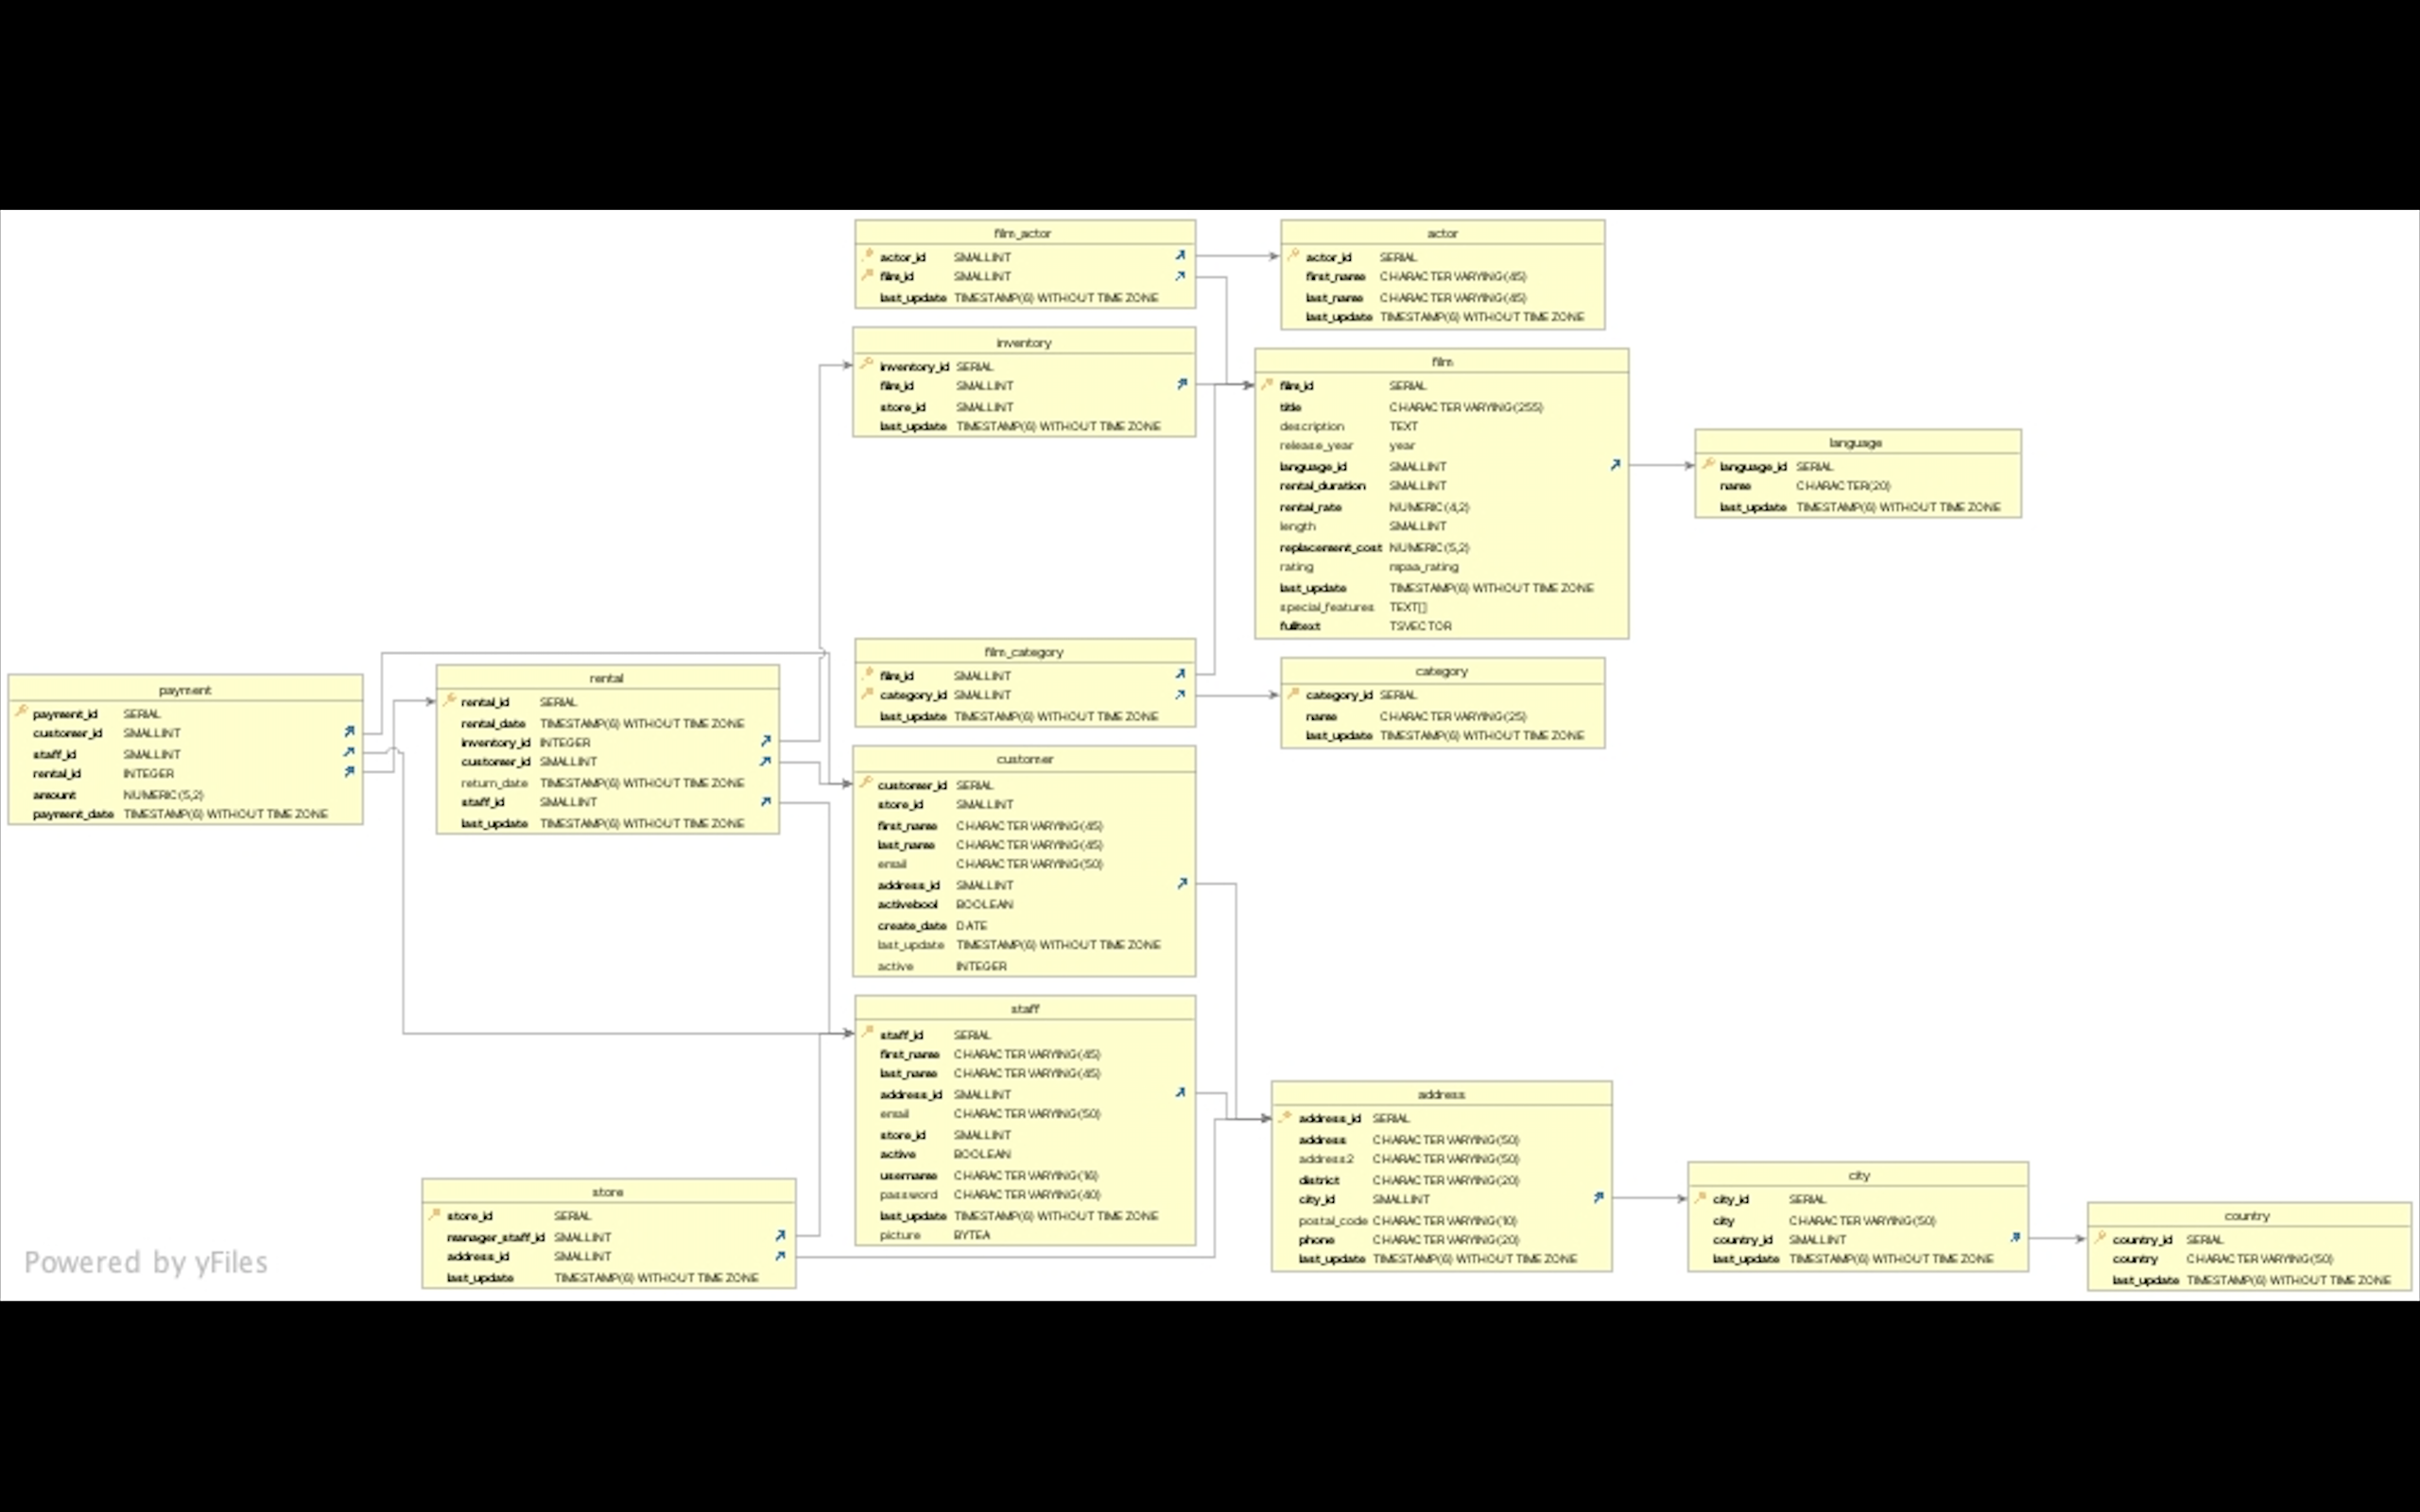 film_actor
actor_id SMALLINT
film_id SMALLINT
last_update TIMESTAMP(6) WITHOUT TIME ZONE
actor
actor_id SERIAL
first_name CHARACTER VARYING(45)
last_name CHARACTER VARYING(45)
last_update TIMESTAMP(6) WITHOUT TIME ZONE
inventory
inventory_id SERIAL
film_id SMALLINT
store_id SMALLINT
last_update TIMESTAMP(6) WITHOUT TIME ZONE
film
film_id SERIAL
title CHARACTER VARYING(255)
description TEXT
release_year year
language_id SMALLINT
rental_duration SMALLINT
rental_rate NUMERIC(4,2)
length SMALLINT
replacement_cost NUMERIC(5,2)
rating mpaa_rating
last_update TIMESTAMP(6) WITHOUT TIME ZONE
special_features TEXT[]
fulltext TSVECTOR
language
language_id SERIAL
name CHARACTER(20)
last_update TIMESTAMP(6) WITHOUT TIME ZONE
film_category
film_id SMALLINT
category_id SMALLINT
last_update TIMESTAMP(6) WITHOUT TIME ZONE
category
category_id SERIAL
name CHARACTER VARYING(25)
last_update TIMESTAMP(6) WITHOUT TIME ZONE
payment
payment_id SERIAL
customer_id SMALLINT
staff_id SMALLINT
rental_id INTEGER
amount NUMERIC(5,2)
payment_date TIMESTAMP(6) WITHOUT TIME ZONE
rental
rental_id SERIAL
rental_date TIMESTAMP(6) WITHOUT TIME ZONE
inventory_id INTEGER
customer_id SMALLINT
return_date TIMESTAMP(6) WITHOUT TIME ZONE
staff_id SMALLINT
last_update TIMESTAMP(6) WITHOUT TIME ZONE
customer
customer_id SERIAL
store_id SMALLINT
first_name CHARACTER VARYING(45)
last_name CHARACTER VARYING(45)
email CHARACTER VARYING(50)
address_id SMALLINT
activebool BOOLEAN
create_date DATE
last_update TIMESTAMP(6) WITHOUT TIME ZONE
active INTEGER
staff
staff_id SERIAL
first_name CHARACTER VARYING(45)
last_name CHARACTER VARYING(45)
address_id SMALLINT
email CHARACTER VARYING(50)
store_id SMALLINT
active BOOLEAN
username CHARACTER VARYING(16)
password CHARACTER VARYING(40)
last_update TIMESTAMP(6) WITHOUT TIME ZONE
picture BYTEA
store
store_id SERIAL
manager_staff_id SMALLINT
address_id SMALLINT
last_update TIMESTAMP(6) WITHOUT TIME ZONE
address
address_id SERIAL
address CHARACTER VARYING(50)
address2 CHARACTER VARYING(50)
district CHARACTER VARYING(20)
city_id SMALLINT
postal_code CHARACTER VARYING(10)
phone CHARACTER VARYING(20)
last_update TIMESTAMP(6) WITHOUT TIME ZONE
city
city_id SERIAL
city CHARACTER VARYING(50)
country_id SMALLINT
last_update TIMESTAMP(6) WITHOUT TIME ZONE
country
country_id SERIAL
country CHARACTER VARYING(50)
last_update TIMESTAMP(6) WITHOUT TIME ZONE
Powered by yFiles